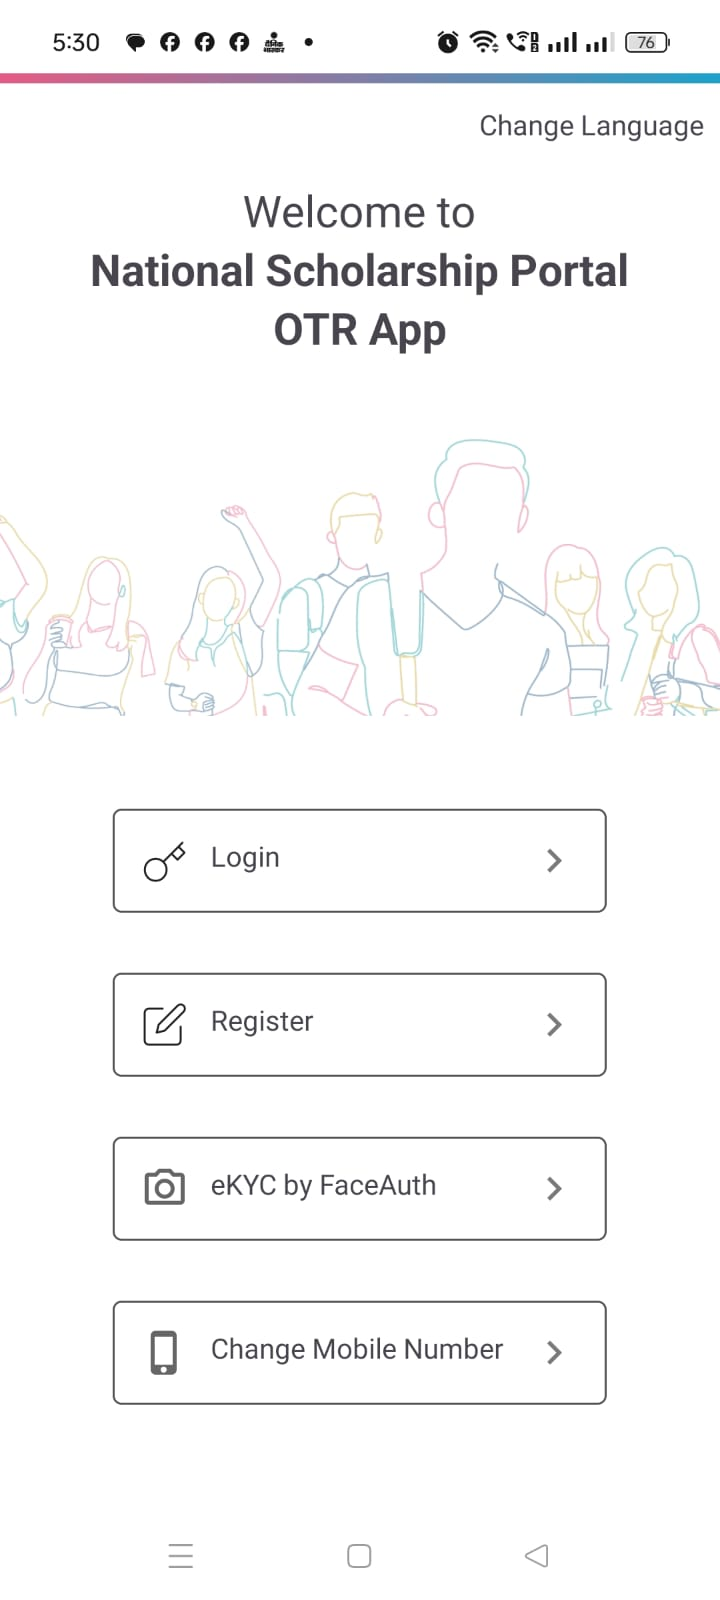 5:30
76
Change Language
Welcome to
National Scholarship Portal
OTR App
Login
Register
eKYC by FaceAuth
Change Mobile Number